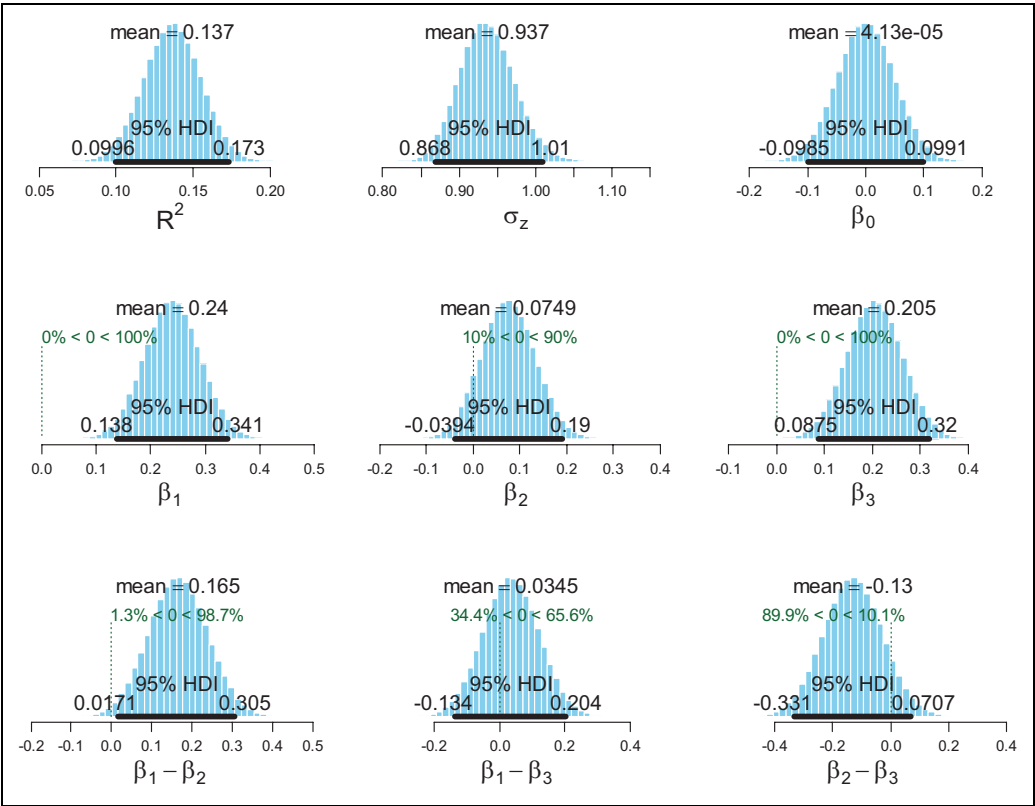 mean = 0.137
95% HDI
0.0996 0.173
0.05 0.10 0.15 0.20
R²
mean = 0.937
95% HDI
0.868 1.01
0.80 0.90 1.00 1.10
σz
mean = 4.13e-05
95% HDI
-0.0985 0.0991
-0.2 -0.1 0.0 0.1 0.2
β0
mean = 0.24
0% < 0 < 100%
95% HDI
0.138 0.341
0.0 0.1 0.2 0.3 0.4 0.5
β1
mean = 0.0749
10% < 0 < 90%
95% HDI
-0.0394 0.19
-0.2 -0.1 0.0 0.1 0.2 0.3 0.4
β2
mean = 0.205
0% < 0 < 100%
95% HDI
0.0875 0.32
-0.1 0.0 0.1 0.2 0.3 0.4
β3
mean = 0.165
1.3% < 0 < 98.7%
95% HDI
0.0171 0.305
-0.2 -0.1 0.0 0.1 0.2 0.3 0.4 0.5
β1 − β2
mean = 0.0345
34.4% < 0 < 65.6%
95% HDI
-0.134 0.204
-0.2 0.0 0.2 0.4
β1 − β3
mean = -0.13
89.9% < 0 < 10.1%
95% HDI
-0.331 0.0707
-0.4 -0.2 0.0 0.2 0.4
β2 − β3